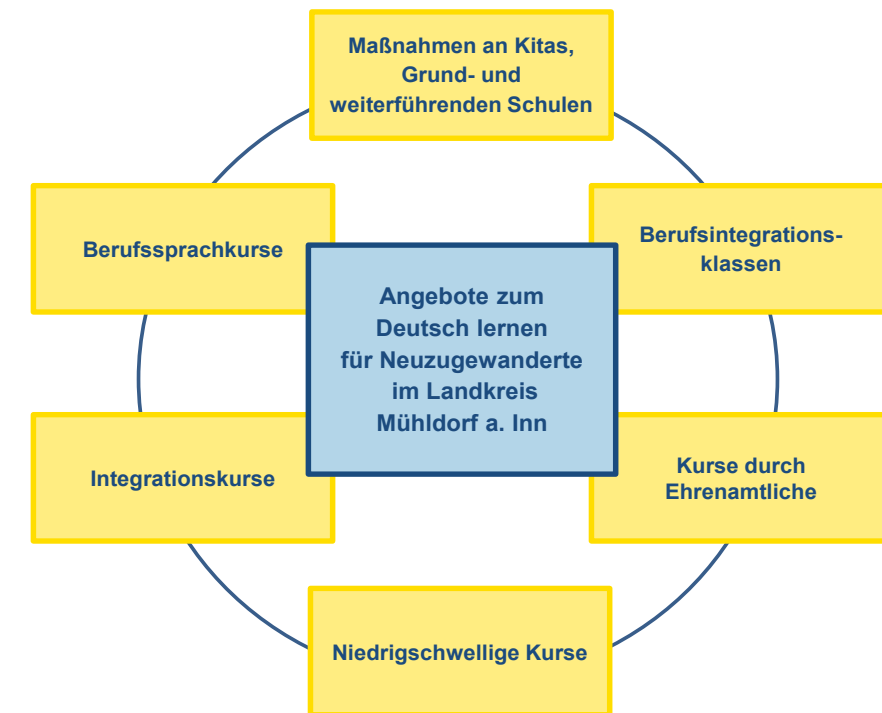 Maßnahmen an Kitas,
Grund- und
weiterführenden Schulen
Berufssprachkurse
Berufsintegrations-
klassen
Angebote zum
Deutsch lernen
für Neuzugewanderte
im Landkreis
Mühldorf a. Inn
Integrationskurse
Kurse durch
Ehrenamtliche
Niedrigschwellige Kurse